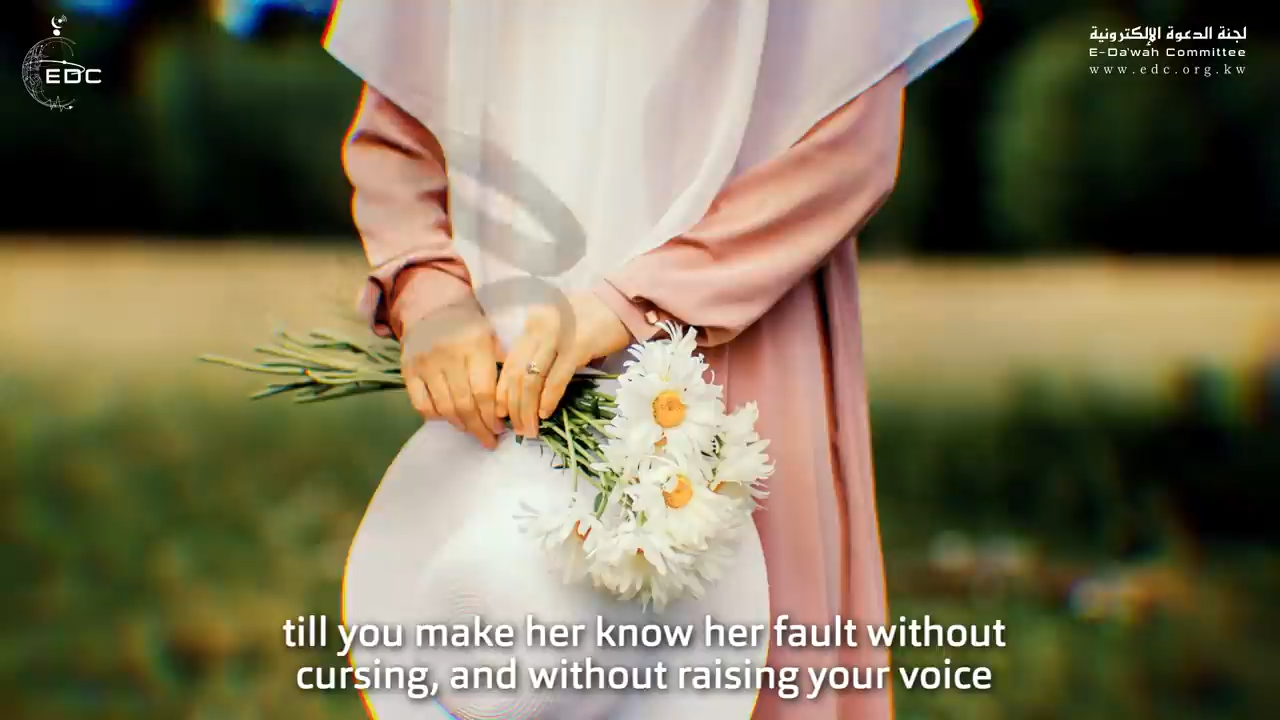 EDC
لجنة الدعوة الإلكترونية
E-Da'wah Committee
www.edc.org.kw
till you make her know her fault without
cursing, and without raising your voice